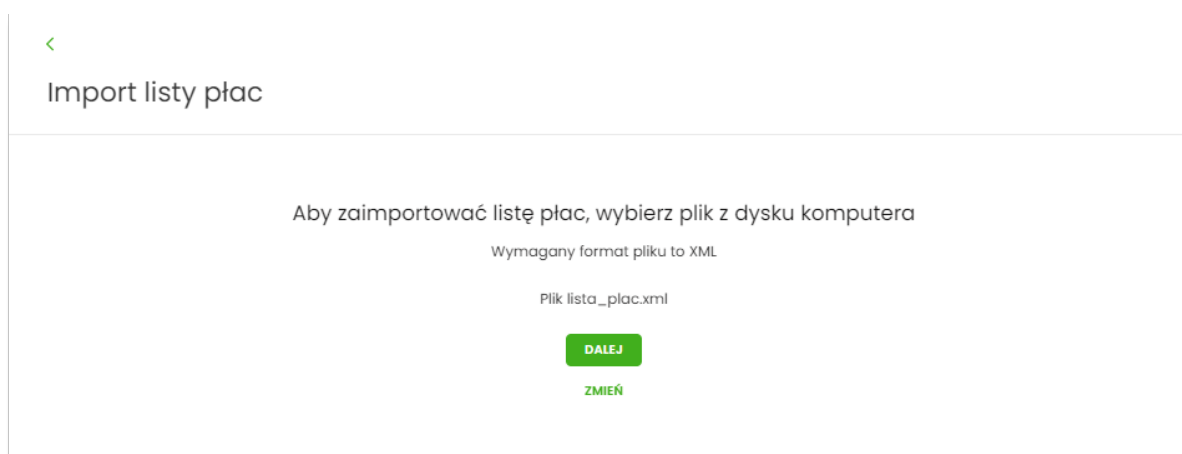 Import listy płac
Aby zaimportować listę płac, wybierz plik z dysku komputera
Wymagany format pliku to XML
Plik lista_plac.xml
DALEJ
ZMIEŃ